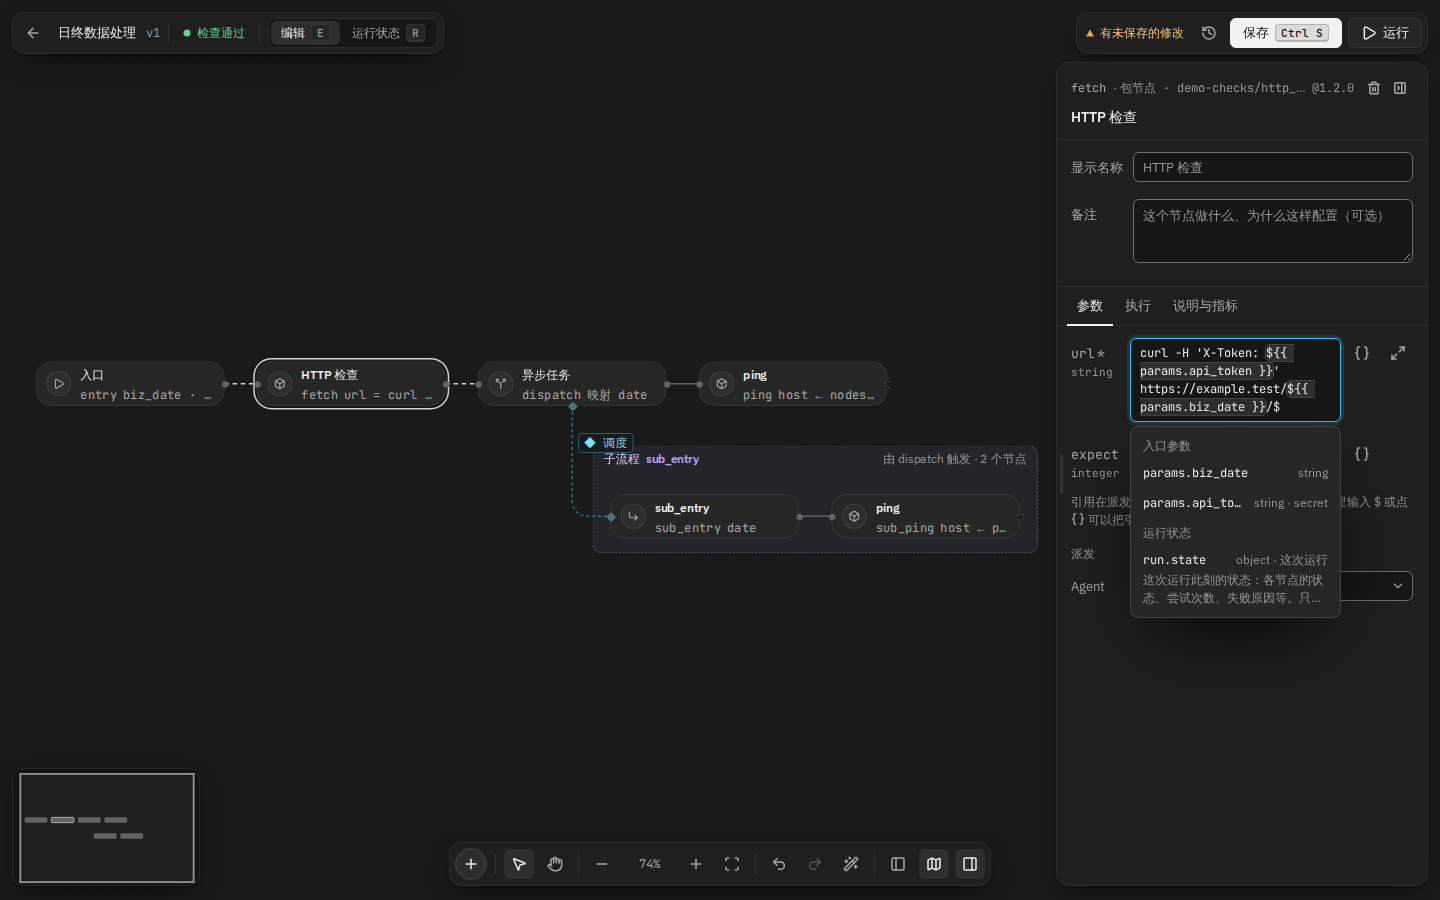 日终数据处理 v1 检查通过 编辑 E 运行状态 R
有未保存的修改 保存 Ctrl S 运行
fetch · 包节点 · demo-checks/http_… @1.2.0
HTTP 检查
显示名称 HTTP 检查
备注 这个节点做什么、为什么这样配置（可选）
参数 执行 说明与指标
url* string
curl -H 'X-Token: ${{
params.api_token }}'
https://example.test/${{
params.biz_date }}/$
入口参数
params.biz_date string
params.api_to… string · secret
运行状态
run.state object · 这次运行
这次运行此刻的状态：各节点的状
态、尝试次数、失败原因等。只…
expect {}
integer
引用在派发
里输入 $ 或点
{} 可以把引
派发
Agent
入口
entry biz_date · …
HTTP 检查
fetch url = curl …
异步任务
dispatch 映射 date
ping
ping host ← nodes…
调度
子流程 sub_entry 由 dispatch 触发 · 2 个节点
sub_entry
sub_entry date
ping
sub_ping host ← p…
74%